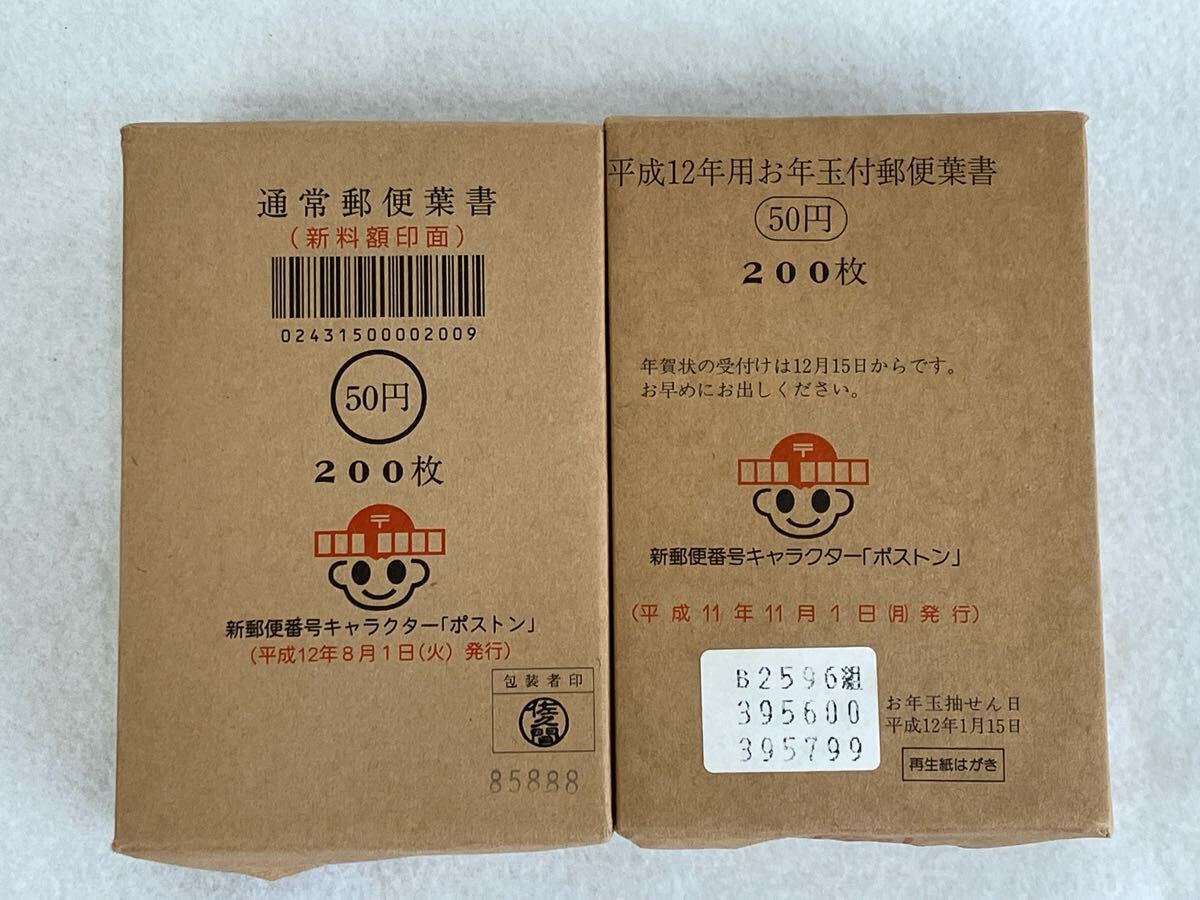 通常郵便葉書
(新料額印面)
02431500002009
50円
200枚
〒
新郵便番号キャラクター「ポストン」
(平成12年8月1日(火) 発行)
包装者印
佐久間
85888
平成12年用お年玉付郵便葉書
50円
200枚
年賀状の受付けは12月15日からです。
お早めにお出しください。
〒
新郵便番号キャラクター「ポストン」
(平成11年11月1日(月)発行)
B2596組
395600
395799
お年玉抽せん日
平成12年1月15日
再生紙はがき